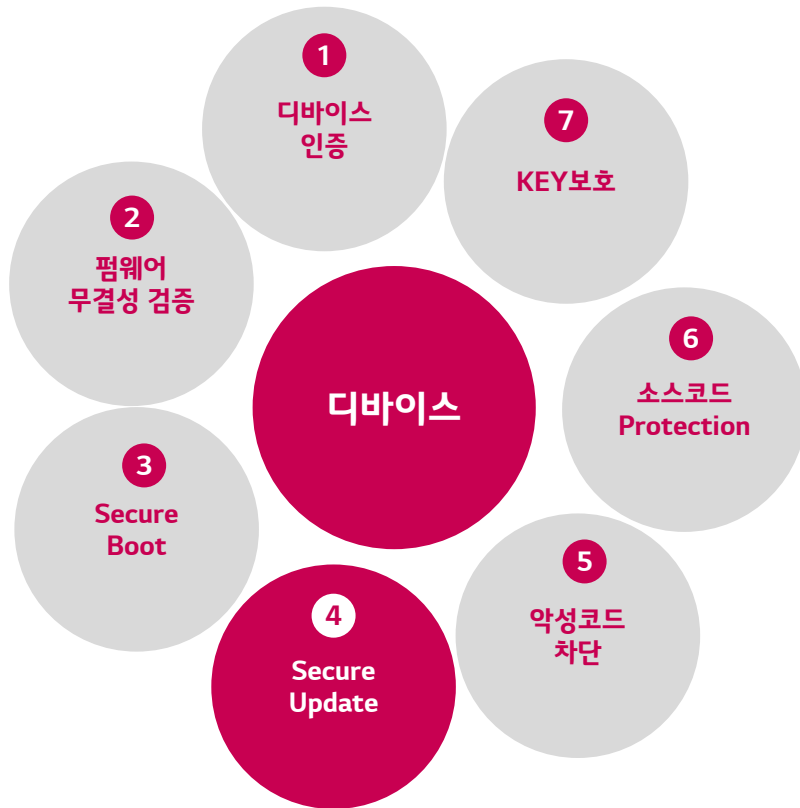 1
디바이스
인증
2
펌웨어
무결성 검증
3
Secure
Boot
4
Secure
Update
5
악성코드
차단
6
소스코드
Protection
7
KEY보호
디바이스